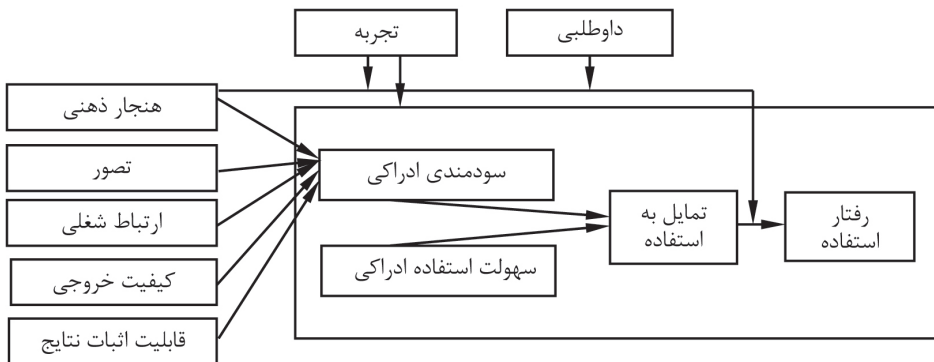 تجربه
داوطلبی
هنجار ذهنی
تصور
ارتباط شغلی
کیفیت خروجی
قابلیت اثبات نتایج
سودمندی ادراکی
سهولت استفاده ادراکی
تمایل به
استفاده
رفتار
استفاده